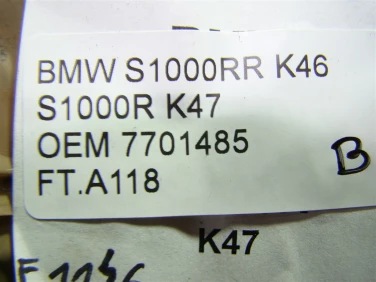 BMW S1000RR K46
S1000R K47
OEM 7701485
FT.A118
B
K47